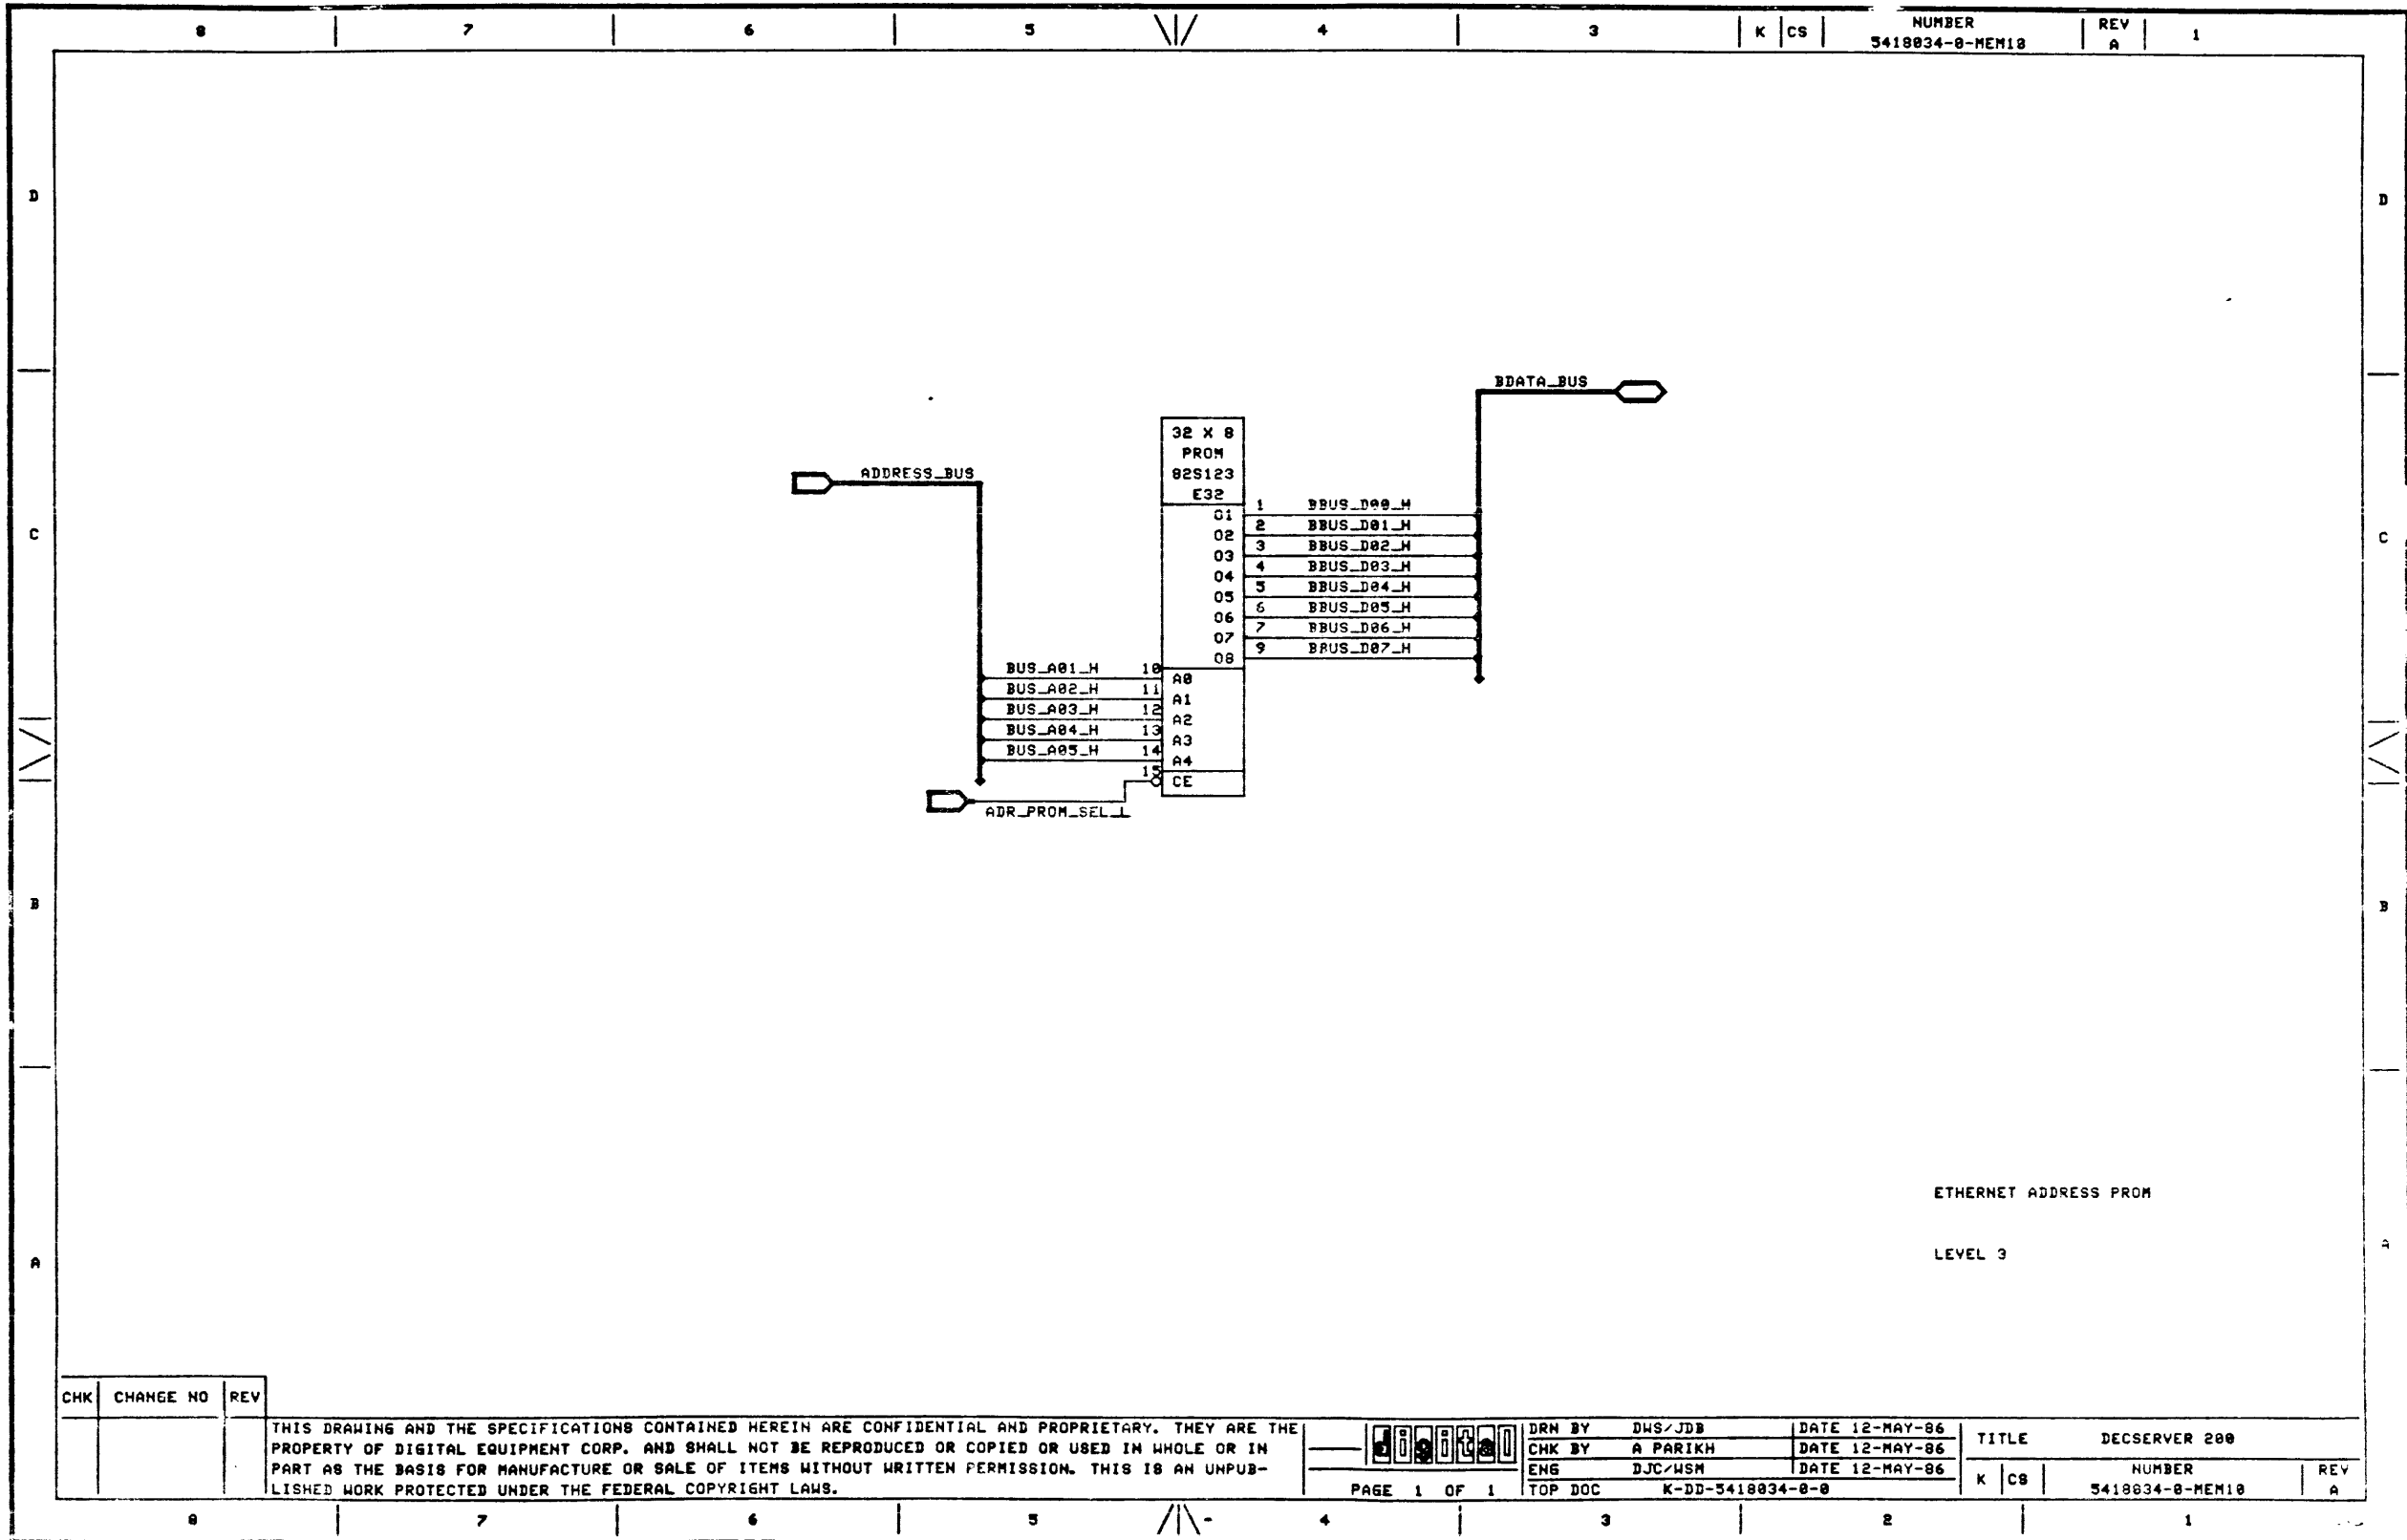 8 7 6 5 4 3 K CS NUMBER 5418034-0-MEM10 REV A 1
D D
BDATA_BUS
32 X 8
PROM
82S123
E32
ADDRESS_BUS
O1 1 BBUS_D00_H
O2 2 BBUS_D01_H
O3 3 BBUS_D02_H
O4 4 BBUS_D03_H
O5 5 BBUS_D04_H
O6 6 BBUS_D05_H
O7 7 BBUS_D06_H
O8 9 BBUS_D07_H
C C
BUS_A01_H 10 A0
BUS_A02_H 11 A1
BUS_A03_H 12 A2
BUS_A04_H 13 A3
BUS_A05_H 14 A4
15 CE
ADR_PROM_SEL_L
B B
ETHERNET ADDRESS PROM
LEVEL 3
A A
CHK CHANGE NO REV
THIS DRAWING AND THE SPECIFICATIONS CONTAINED HEREIN ARE CONFIDENTIAL AND PROPRIETARY. THEY ARE THE
PROPERTY OF DIGITAL EQUIPMENT CORP. AND SHALL NOT BE REPRODUCED OR COPIED OR USED IN WHOLE OR IN
PART AS THE BASIS FOR MANUFACTURE OR SALE OF ITEMS WITHOUT WRITTEN PERMISSION. THIS IS AN UNPUB-
LISHED WORK PROTECTED UNDER THE FEDERAL COPYRIGHT LAWS.
digital
PAGE 1 OF 1
DRN BY DWS/JDB DATE 12-MAY-86
CHK BY A PARIKH DATE 12-MAY-86
ENG DJC/WSM DATE 12-MAY-86
TOP DOC K-DD-5418034-0-0
TITLE DECSERVER 200
K CS NUMBER 5418034-0-MEM10 REV A
8 7 6 5 4 3 2 1